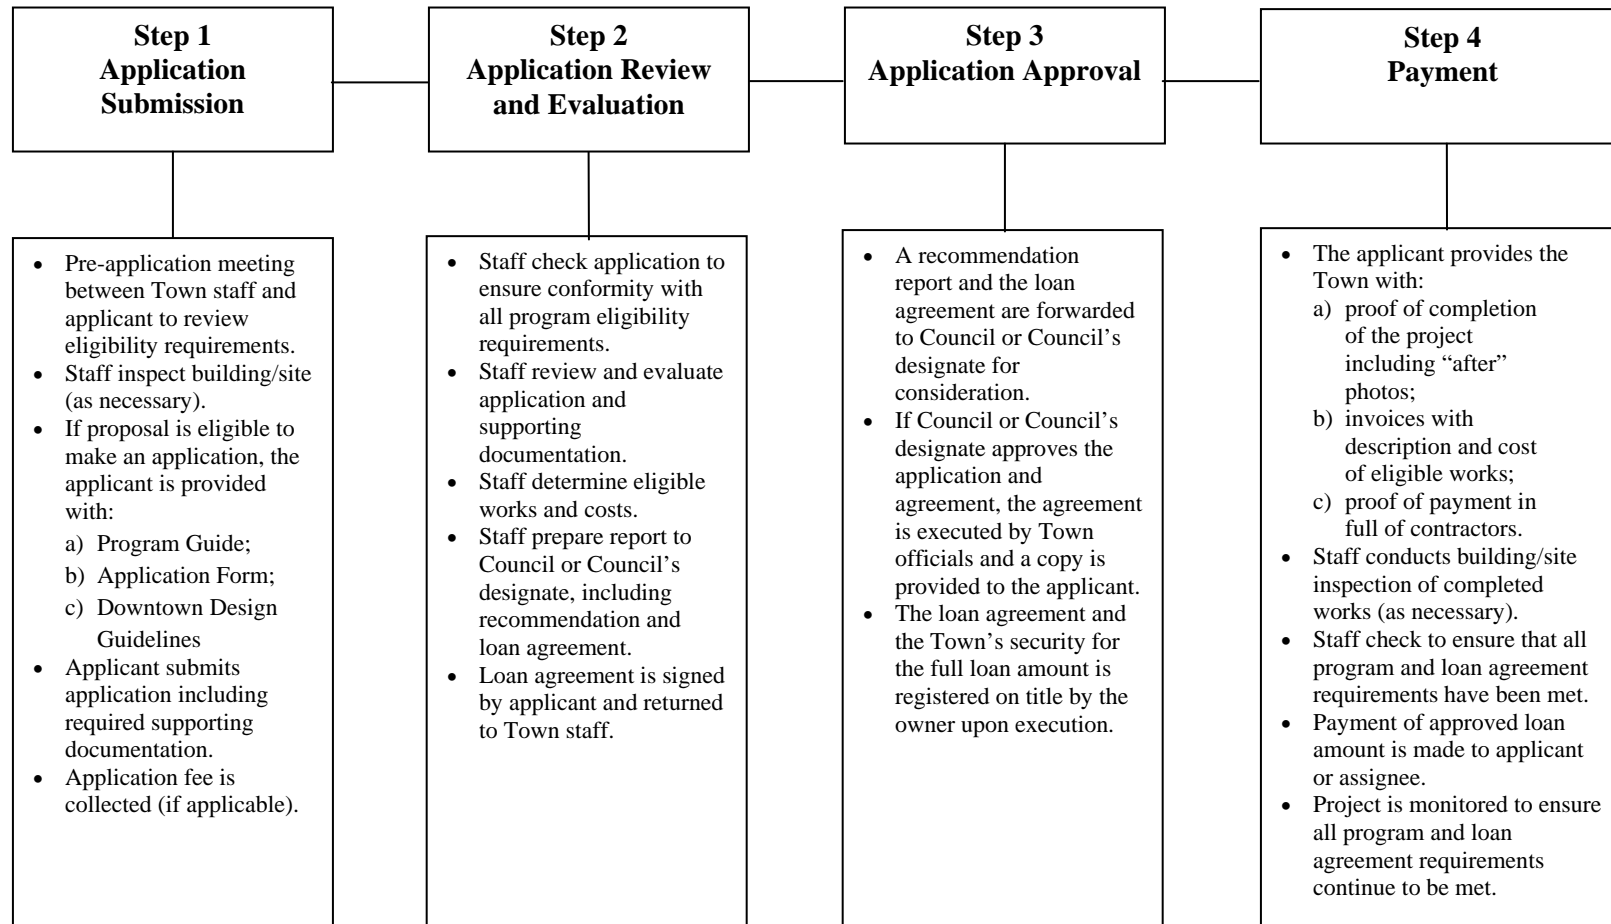 Step 1
Application
Submission
Step 2
Application Review
and Evaluation
Step 3
Application Approval
Step 4
Payment
• Pre-application meeting
between Town staff and
applicant to review
eligibility requirements.
• Staff inspect building/site
(as necessary).
• If proposal is eligible to
make an application, the
applicant is provided
with:
a) Program Guide;
b) Application Form;
c) Downtown Design
Guidelines
• Applicant submits
application including
required supporting
documentation.
• Application fee is
collected (if applicable).
• Staff check application to
ensure conformity with
all program eligibility
requirements.
• Staff review and evaluate
application and
supporting
documentation.
• Staff determine eligible
works and costs.
• Staff prepare report to
Council or Council’s
designate, including
recommendation and
loan agreement.
• Loan agreement is signed
by applicant and returned
to Town staff.
• A recommendation
report and the loan
agreement are forwarded
to Council or Council’s
designate for
consideration.
• If Council or Council’s
designate approves the
application and
agreement, the agreement
is executed by Town
officials and a copy is
provided to the applicant.
• The loan agreement and
the Town’s security for
the full loan amount is
registered on title by the
owner upon execution.
• The applicant provides the
Town with:
a) proof of completion
of the project
including “after”
photos;
b) invoices with
description and cost
of eligible works;
c) proof of payment in
full of contractors.
• Staff conducts building/site
inspection of completed
works (as necessary).
• Staff check to ensure that all
program and loan agreement
requirements have been met.
• Payment of approved loan
amount is made to applicant
or assignee.
• Project is monitored to ensure
all program and loan
agreement requirements
continue to be met.